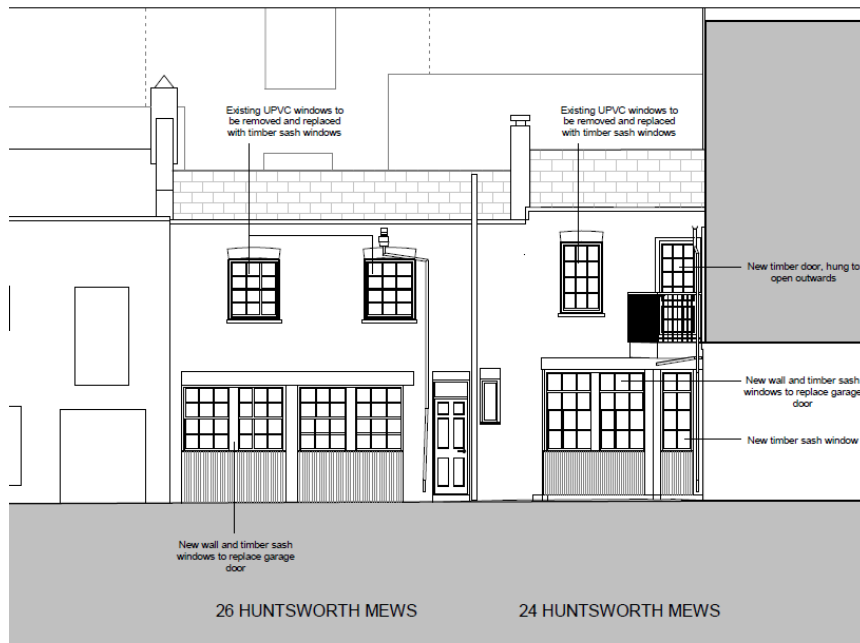 Existing UPVC windows to
be removed and replaced
with timber sash windows
Existing UPVC windows to
be removed and replaced
with timber sash windows
New timber door, hung to
open outwards
New wall and timber sash
windows to replace garage
door
New timber sash window
New wall and timber sash
windows to replace garage
door
26 HUNTSWORTH MEWS
24 HUNTSWORTH MEWS